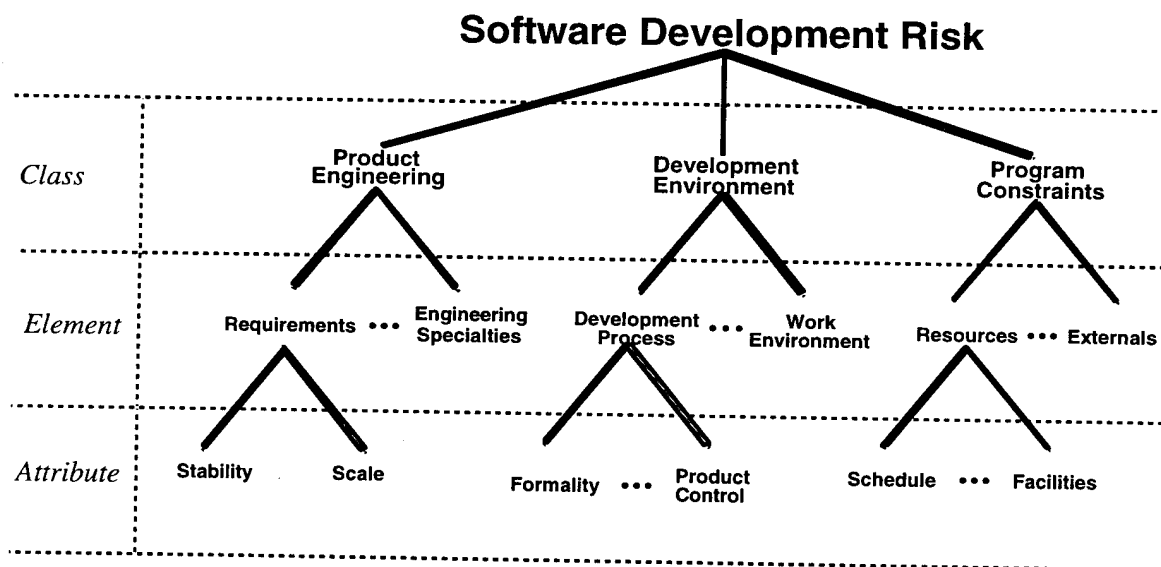 Software Development Risk
Class
Product
Engineering
Development
Environment
Program
Constraints
Element
Requirements ••• Engineering
Specialties
Development
Process ••• Work
Environment
Resources ••• Externals
Attribute
Stability
Scale
Formality ••• Product
Control
Schedule ••• Facilities